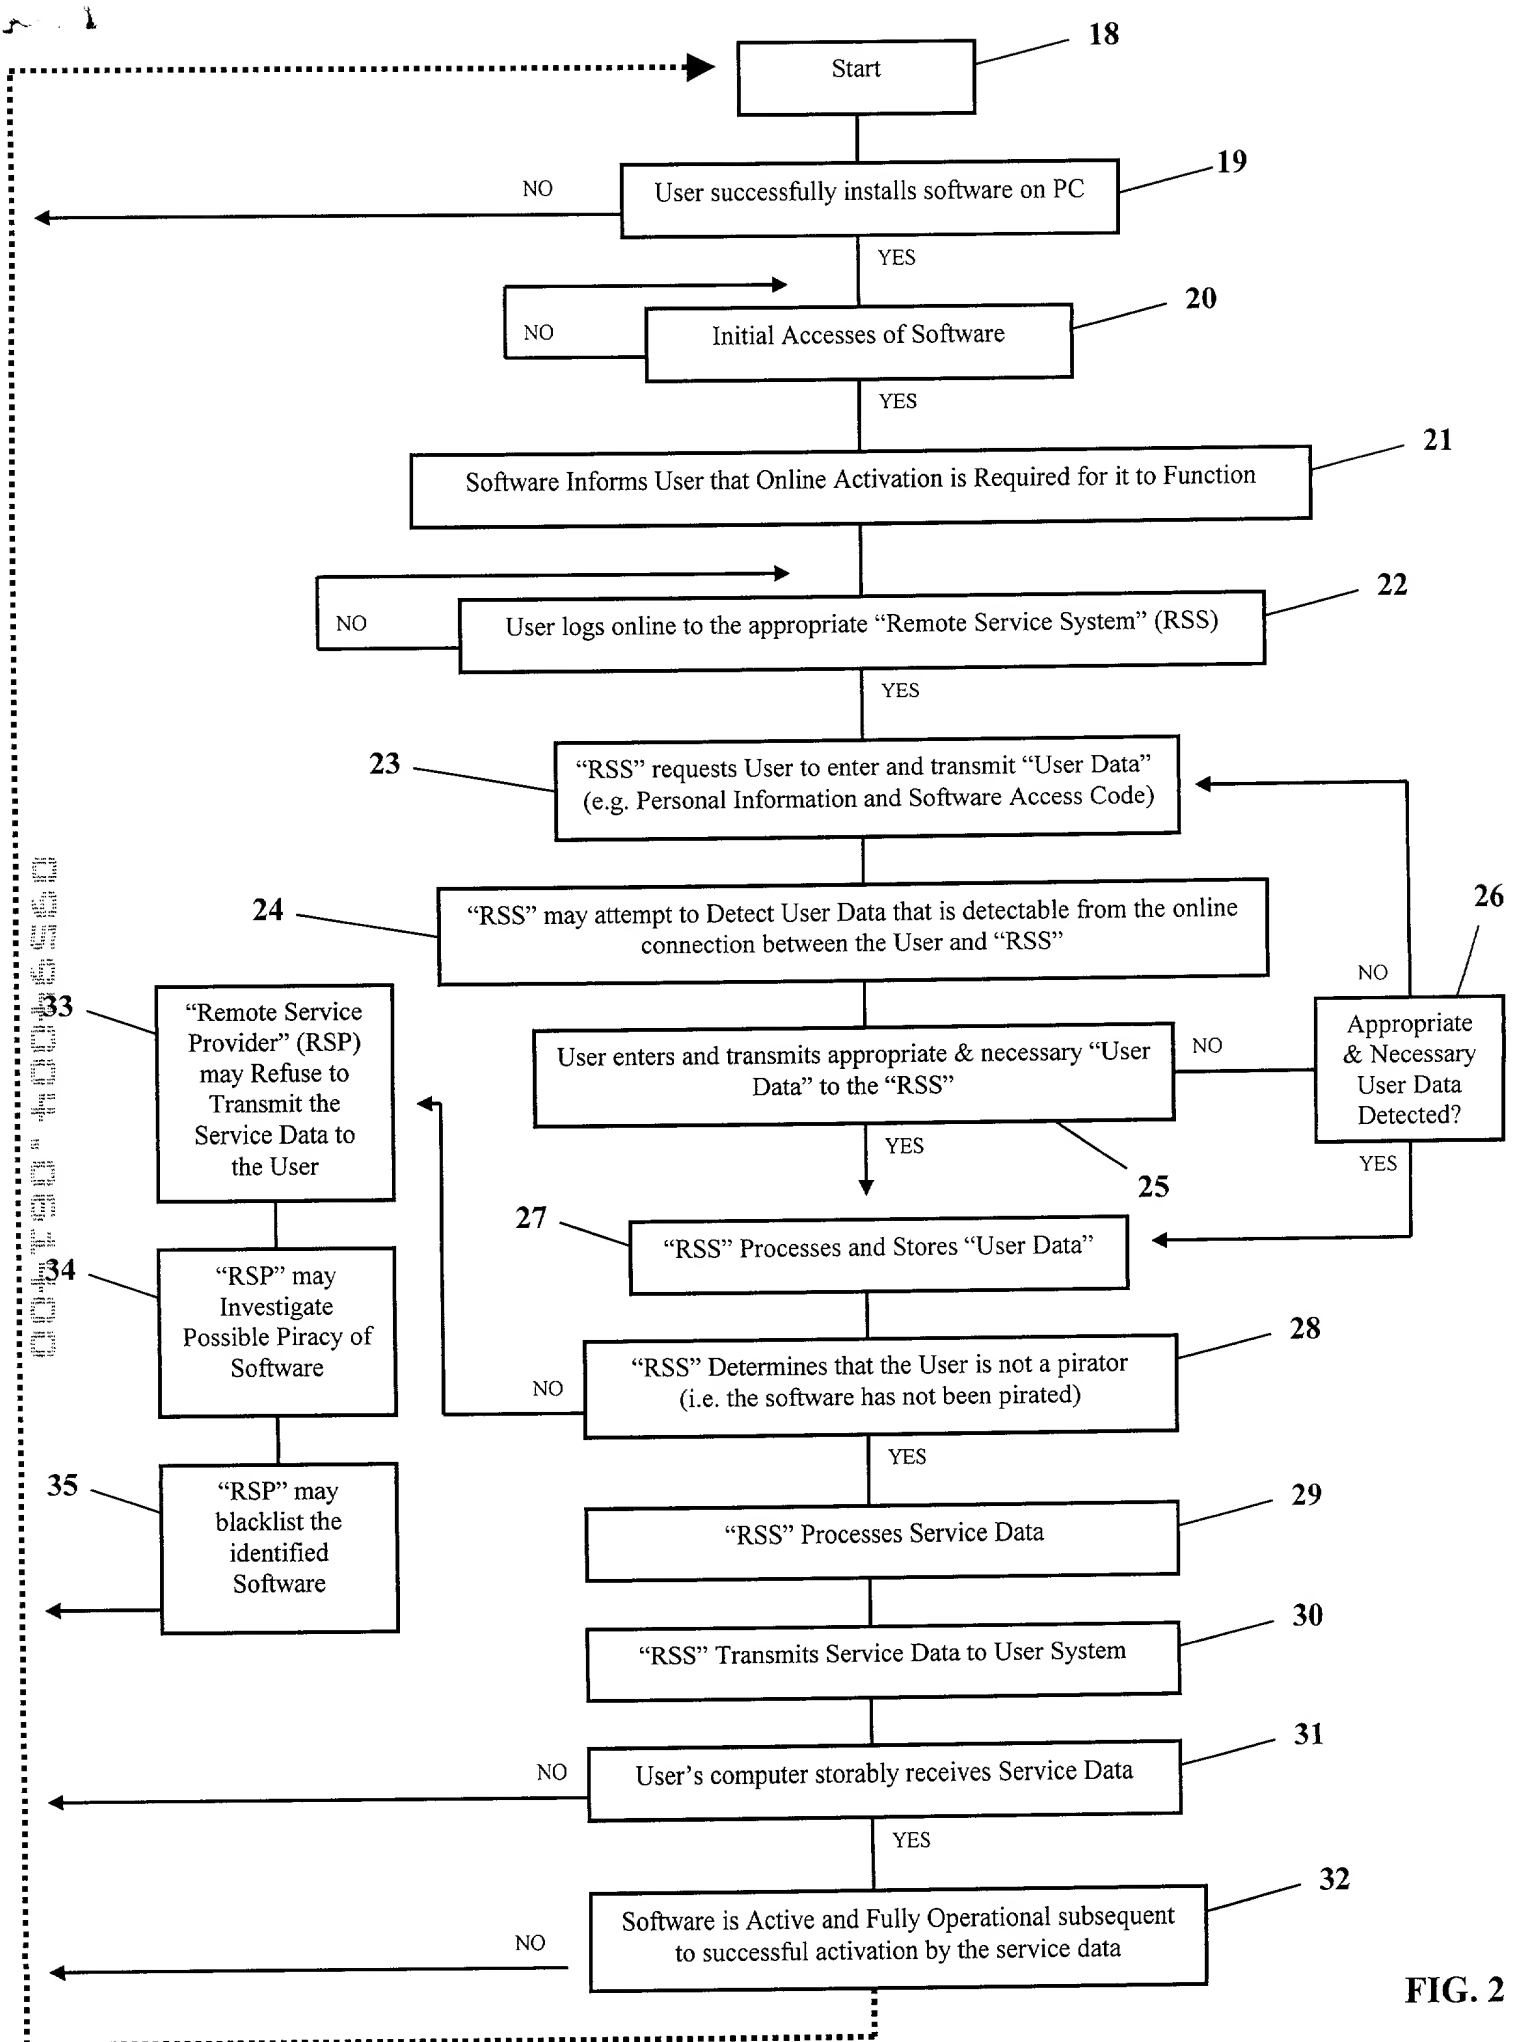 18
Start
19
NO
User successfully installs software on PC
YES
20
NO
Initial Accesses of Software
YES
21
Software Informs User that Online Activation is Required for it to Function
22
NO
User logs online to the appropriate “Remote Service System” (RSS)
YES
23
“RSS” requests User to enter and transmit “User Data”
(e.g. Personal Information and Software Access Code)
24
“RSS” may attempt to Detect User Data that is detectable from the online
connection between the User and “RSS”
26
NO
Appropriate
& Necessary
User Data
Detected?
YES
NO
User enters and transmits appropriate & necessary “User
Data” to the “RSS”
YES
25
33
“Remote Service
Provider” (RSP)
may Refuse to
Transmit the
Service Data to
the User
27
“RSS” Processes and Stores “User Data”
34
“RSP” may
Investigate
Possible Piracy of
Software
28
“RSS” Determines that the User is not a pirator
(i.e. the software has not been pirated)
NO
YES
35
“RSP” may
blacklist the
identified
Software
29
“RSS” Processes Service Data
30
“RSS” Transmits Service Data to User System
31
NO
User’s computer storably receives Service Data
YES
32
NO
Software is Active and Fully Operational subsequent
to successful activation by the service data
FIG. 2